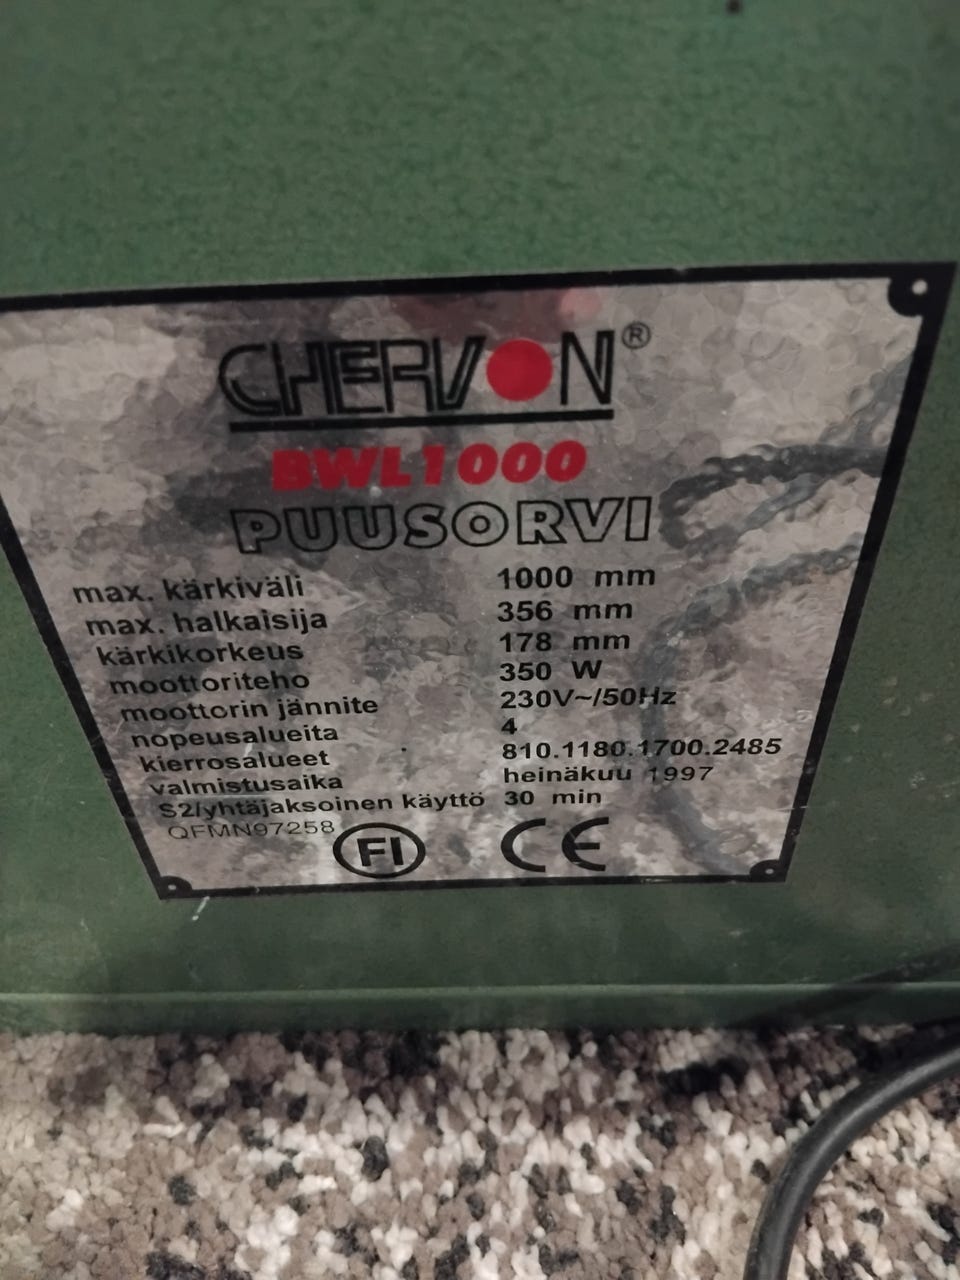 CHERVON®
BWL1000
PUUSORVI
max. kärkiväli 1000 mm
max. halkaisija 356 mm
kärkikorkeus 178 mm
moottoriteho 350 W
moottorin jännite 230V~/50Hz
nopeusalueita 4
kierrosalueet 810.1180.1700.2485
valmistusaika heinäkuu 1997
S2/yhtäjaksoinen käyttö 30 min
QFMN97258 FI CE